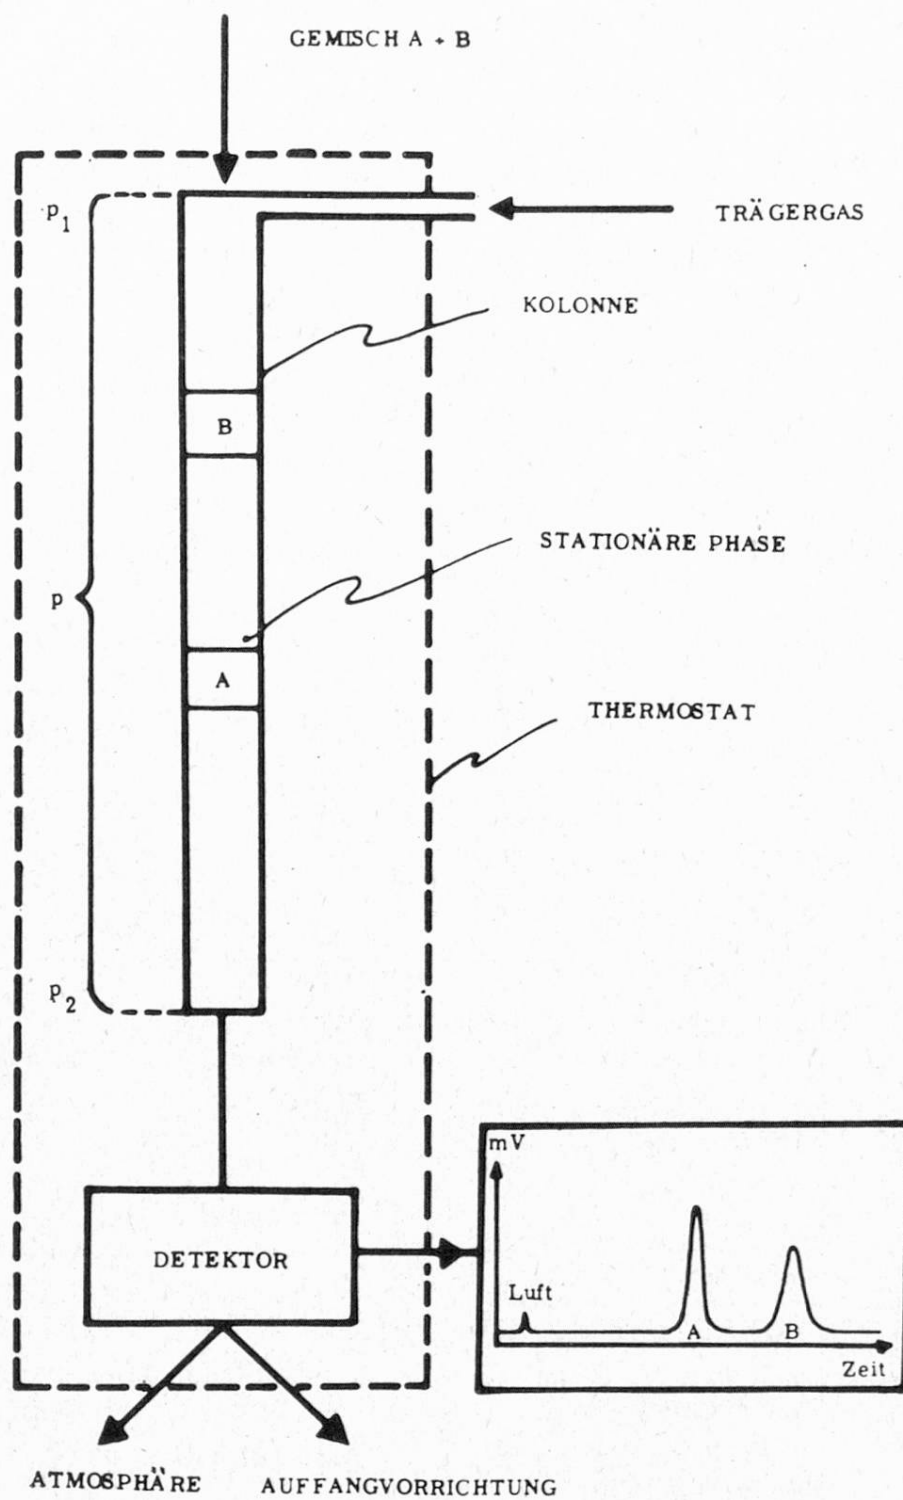 GEMISCH A + B
p1
TRÄGERGAS
KOLONNE
B
STATIONÄRE PHASE
p
A
THERMOSTAT
p2
mV
DETEKTOR
Luft
A
B
Zeit
ATMOSPHÄRE
AUFFANGVORRICHTUNG